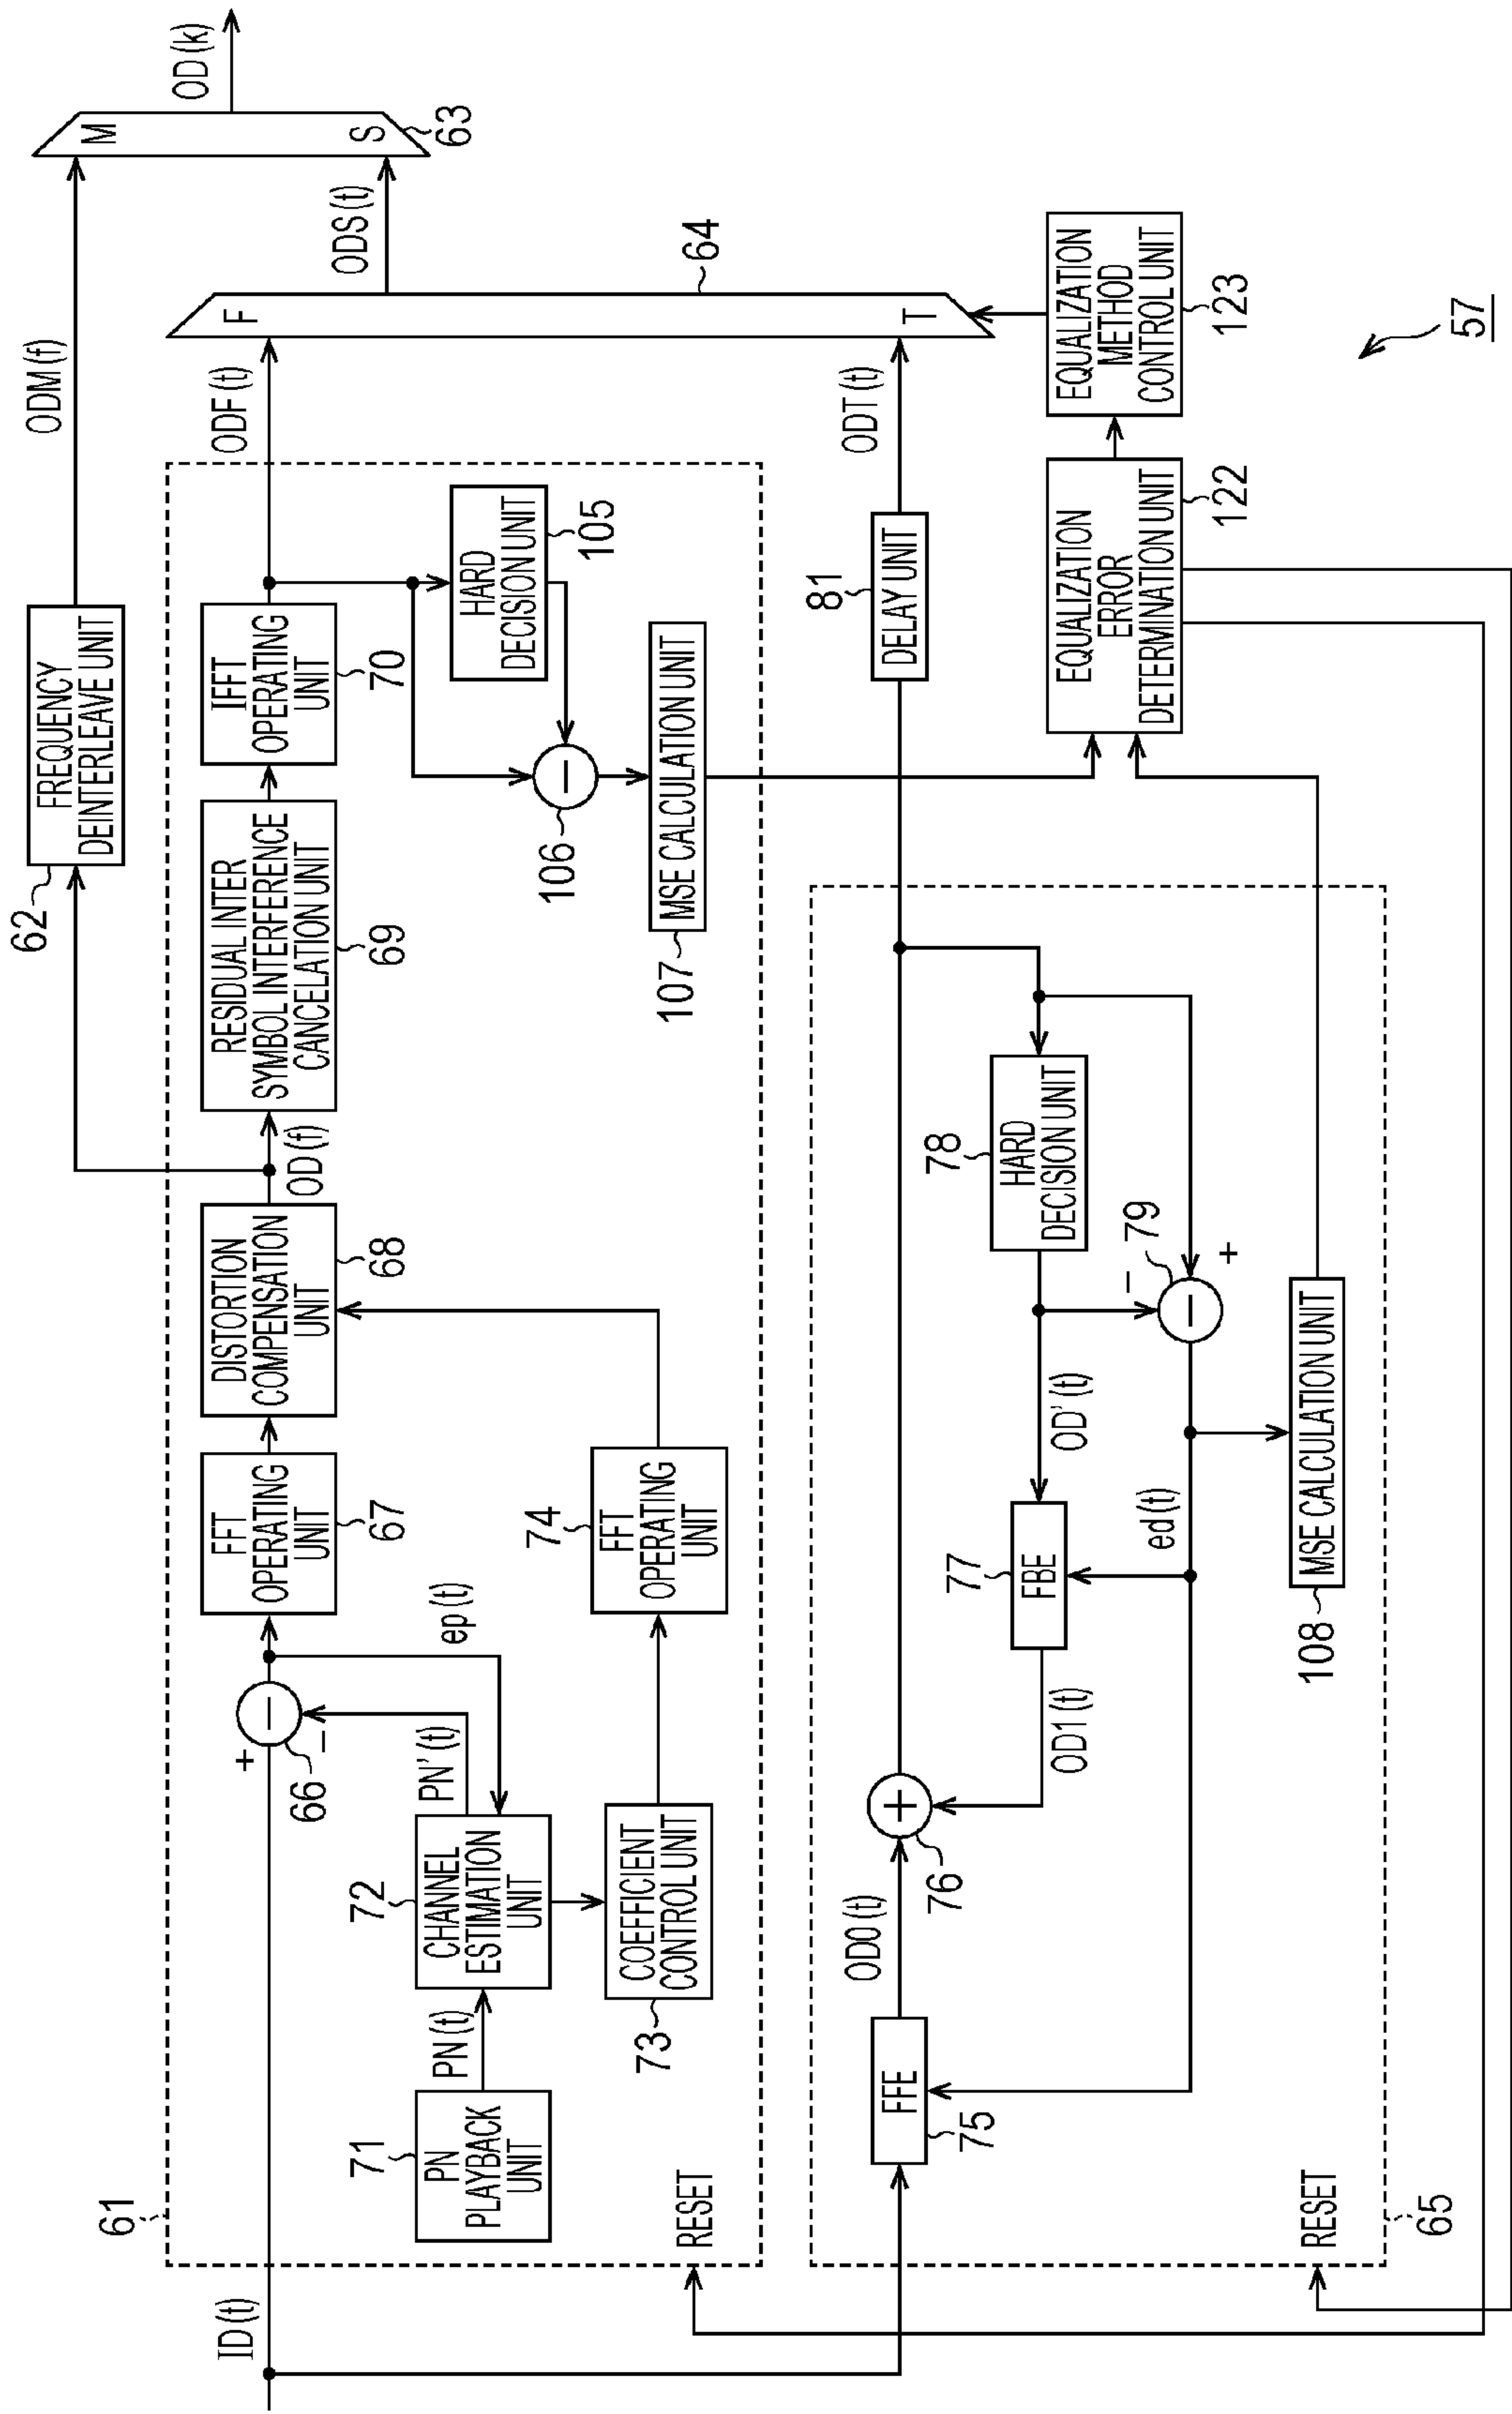 ID (t)
61
+
−
−
66
FFT
OPERATING
UNIT
67
DISTORTION
COMPENSATION
UNIT
68
OD (f)
RESIDUAL INTER
SYMBOL INTERFERENCE
CANCELATION UNIT
69
IFFT
OPERATING
UNIT
70
ODF (t)
62
FREQUENCY
DEINTERLEAVE UNIT
ODM (f)
M
S
63
OD (k)
ODS (t)
F
T
64
71
PN
PLAYBACK
UNIT
PN (t)
72
CHANNEL
ESTIMATION
UNIT
PN' (t)
ep (t)
73
COEFFICIENT
CONTROL UNIT
74
FFT
OPERATING
UNIT
HARD
DECISION UNIT
105
−
106
107
MSE CALCULATION UNIT
RESET
FFE
75
OD0 (t)
+
76
OD1 (t)
77
FBE
OD' (t)
78
HARD
DECISION UNIT
−
−
+
79
ed (t)
108
MSE CALCULATION UNIT
81
DELAY UNIT
ODT (t)
EQUALIZATION
ERROR
DETERMINATION UNIT
122
EQUALIZATION
METHOD
CONTROL UNIT
123
RESET
65
57